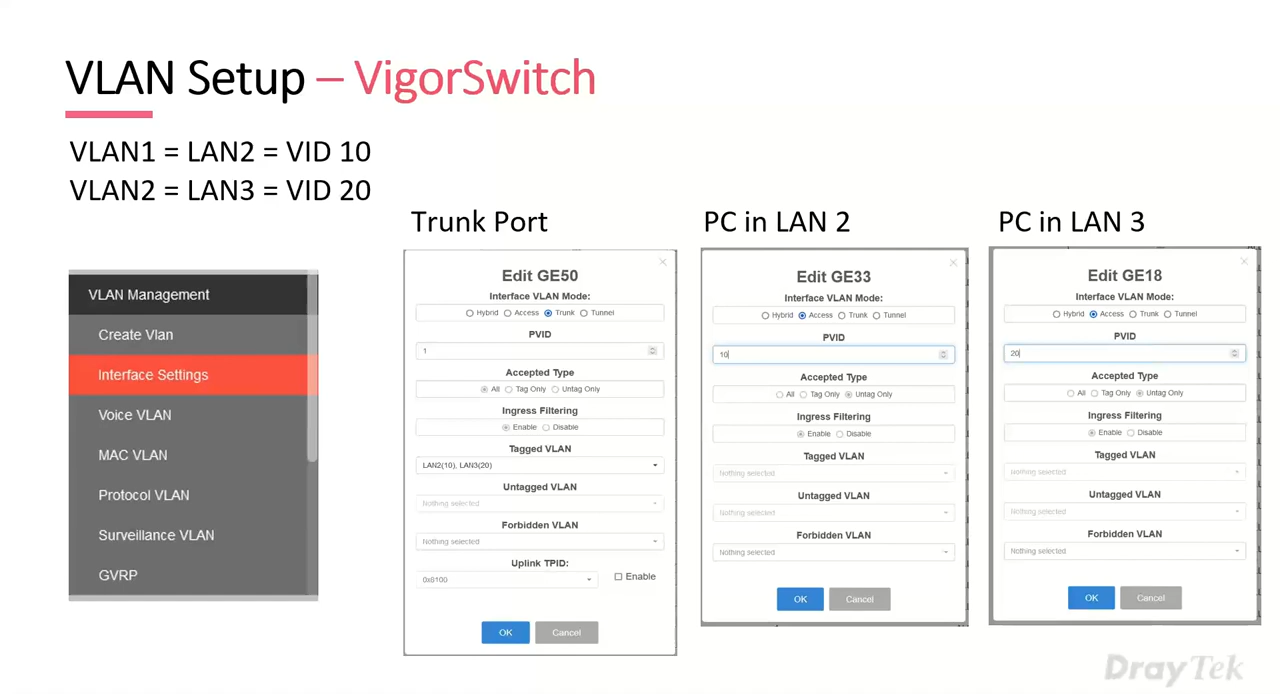 VLAN Setup – VigorSwitch
VLAN1 = LAN2 = VID 10
VLAN2 = LAN3 = VID 20
VLAN Management
Create Vlan
Interface Settings
Voice VLAN
MAC VLAN
Protocol VLAN
Surveillance VLAN
GVRP
Trunk Port
Edit GE50
Interface VLAN Mode:
Hybrid Access Trunk Tunnel
PVID
1
Accepted Type
All Tag Only Untag Only
Ingress Filtering
Enable Disable
Tagged VLAN
LAN2(10), LAN3(20)
Untagged VLAN
Nothing selected
Forbidden VLAN
Nothing selected
Uplink TPID:
0x8100 Enable
OK Cancel
PC in LAN 2
Edit GE33
Interface VLAN Mode:
Hybrid Access Trunk Tunnel
PVID
10
Accepted Type
All Tag Only Untag Only
Ingress Filtering
Enable Disable
Tagged VLAN
Nothing selected
Untagged VLAN
Nothing selected
Forbidden VLAN
Nothing selected
OK Cancel
PC in LAN 3
Edit GE18
Interface VLAN Mode:
Hybrid Access Trunk Tunnel
PVID
20
Accepted Type
All Tag Only Untag Only
Ingress Filtering
Enable Disable
Tagged VLAN
Nothing selected
Untagged VLAN
Nothing selected
Forbidden VLAN
Nothing selected
OK Cancel
DrayTek